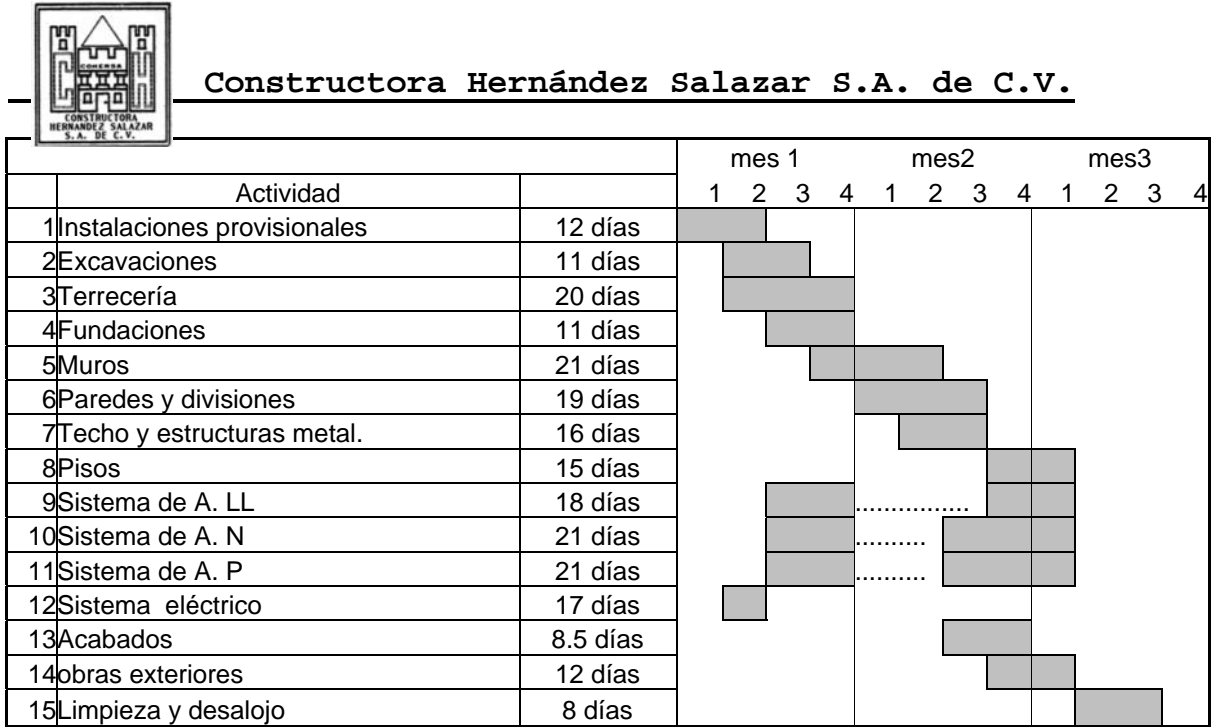 COHERSA
CONSTRUCTORA
HERNANDEZ SALAZAR
S. A. DE C. V.
Constructora Hernández Salazar S.A. de C.V.
mes 1 mes2 mes3
Actividad 1 2 3 4 1 2 3 4 1 2 3 4
1 Instalaciones provisionales 12 días
2 Excavaciones 11 días
3 Terrecería 20 días
4 Fundaciones 11 días
5 Muros 21 días
6 Paredes y divisiones 19 días
7 Techo y estructuras metal. 16 días
8 Pisos 15 días
9 Sistema de A. LL 18 días ................
10 Sistema de A. N 21 días ..........
11 Sistema de A. P 21 días ..........
12 Sistema eléctrico 17 días
13 Acabados 8.5 días
14 obras exteriores 12 días
15 Limpieza y desalojo 8 días